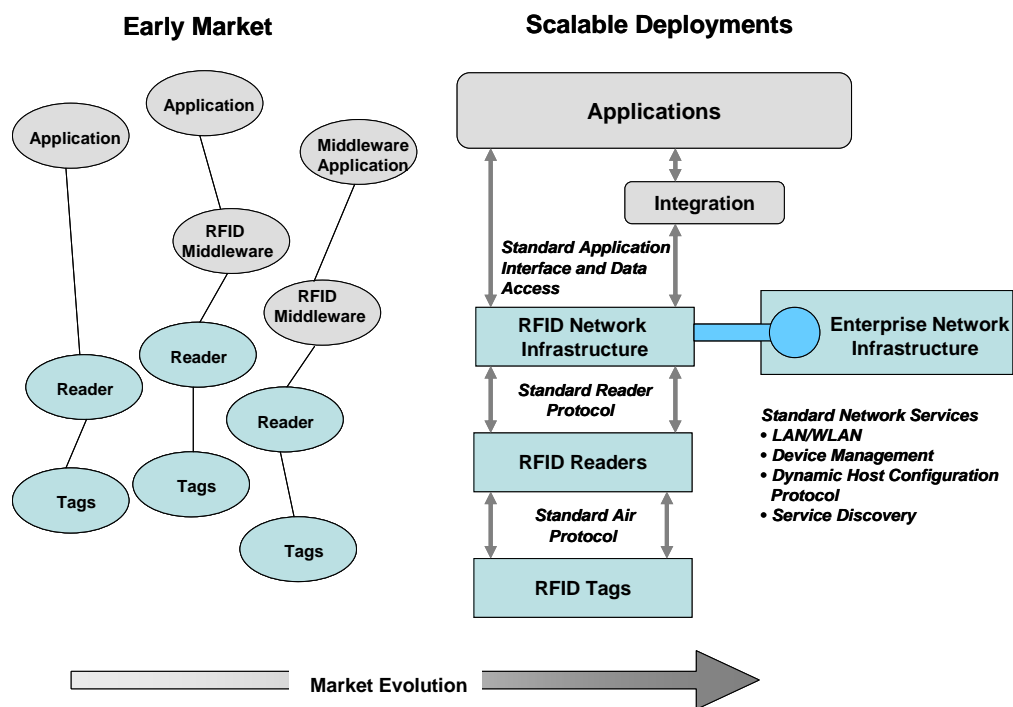 Early Market
Scalable Deployments
Application
Application
Middleware
Application
RFID
Middleware
RFID
Middleware
Reader
Reader
Reader
Tags
Tags
Tags
Applications
Integration
Standard Application
Interface and Data
Access
RFID Network
Infrastructure
Enterprise Network
Infrastructure
Standard Reader
Protocol
RFID Readers
Standard Air
Protocol
RFID Tags
Standard Network Services
• LAN/WLAN
• Device Management
• Dynamic Host Configuration
Protocol
• Service Discovery
Market Evolution